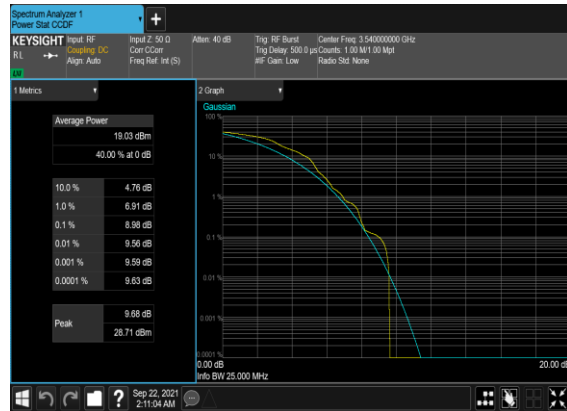 Spectrum Analyzer 1
Power Stat CCDF
+
KEYSIGHT
Input: RF
Input Z: 50 Ω
Atten: 40 dB
Trig: RF Burst
Center Freq: 3.540000000 GHz
RL
Coupling: DC
Corr CCorr
Trig Delay: 500.0 µs
Counts: 1.00 M/1.00 Mpt
Align: Auto
Freq Ref: Int (S)
#IF Gain: Low
Radio Std: None
1 Metrics
2 Graph
Gaussian
Average Power
19.03 dBm
40.00 % at 0 dB
10.0 % 4.76 dB
1.0 % 6.91 dB
0.1 % 8.98 dB
0.01 % 9.56 dB
0.001 % 9.59 dB
0.0001 % 9.63 dB
Peak
9.68 dB
28.71 dBm
100 %
10 %
1 %
0.1 %
0.01 %
0.001 %
0.0001 %
0.00 dB
20.00 dB
Info BW 25.000 MHz
?
Sep 22, 2021
2:11:04 AM